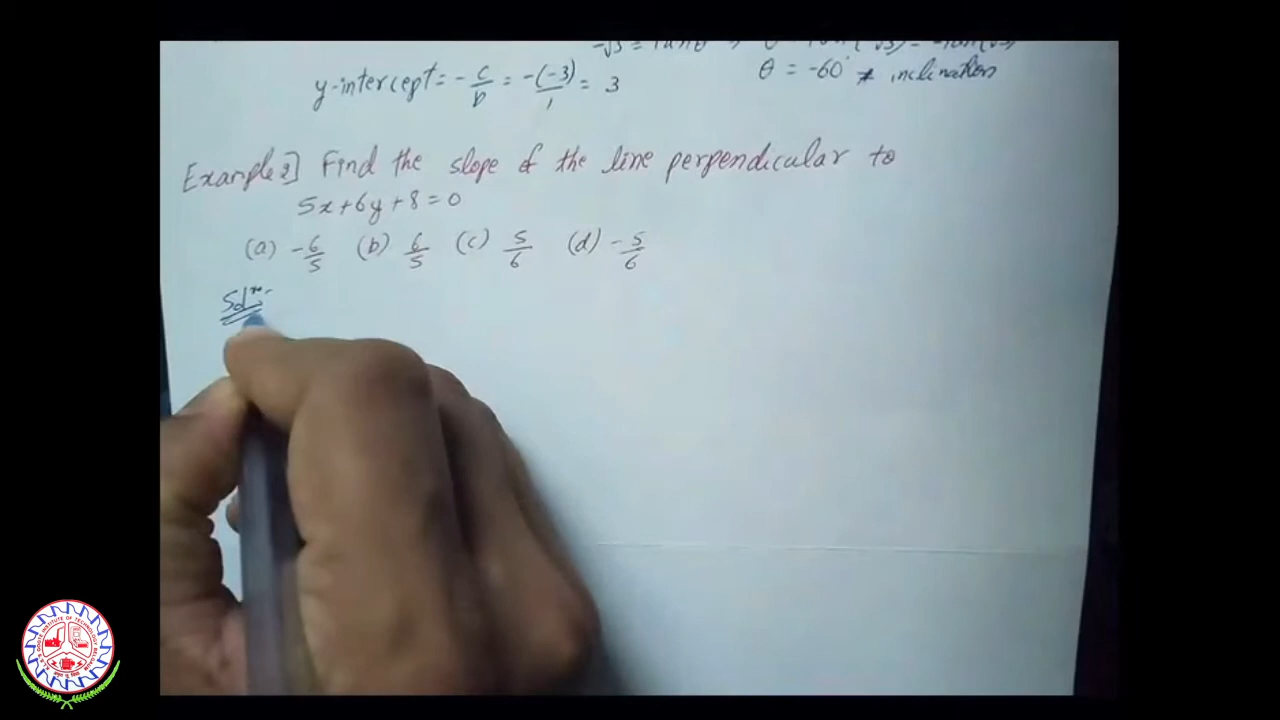 y-intercept = - c/b = -(-3)/1 = 3
θ = -60° * inclination
Example 2] Find the slope of the line perpendicular to
5x+6y+8=0
(a) -6/5 (b) 6/5 (c) 5/6 (d) -5/6
Solⁿ: